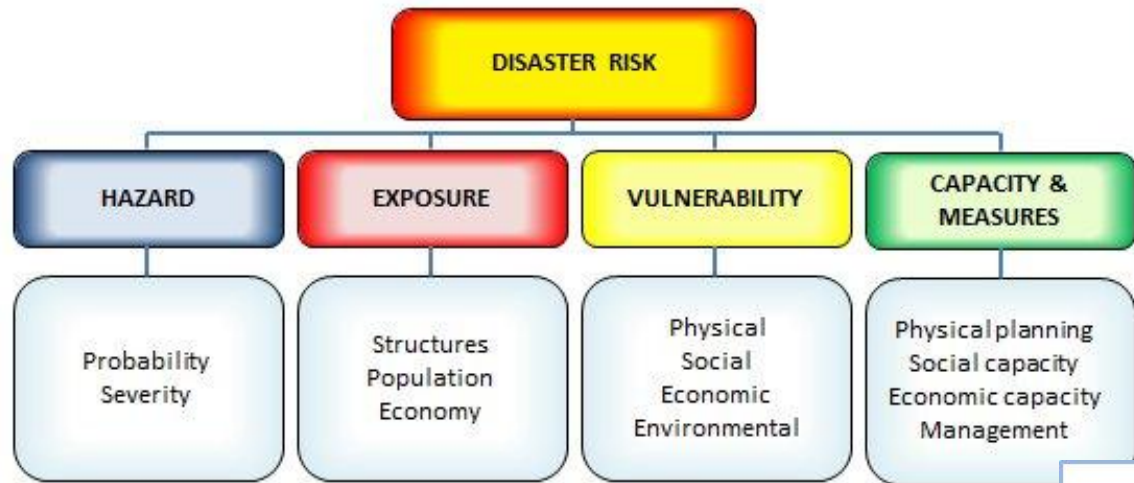 DISASTER RISK
HAZARD
EXPOSURE
VULNERABILITY
CAPACITY &
MEASURES
Probability
Severity
Structures
Population
Economy
Physical
Social
Economic
Environmental
Physical planning
Social capacity
Economic capacity
Management